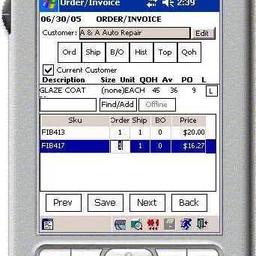 Order/Invoice 2:39
06/30/05 ORDER/INVOICE
Customer: A & A Auto Repair Edit
Ord Ship B/O Hist Top Qoh
Current Customer
Description Size Unit QOH Av PO L
GLAZE COAT (none) EACH 45 36 9 L
Find/Add Offline
Sku Order Ship BO Price
FIB413 1 1 0 $20.00
FIB417 1 1 0 $16.27
Prev Save Next Back